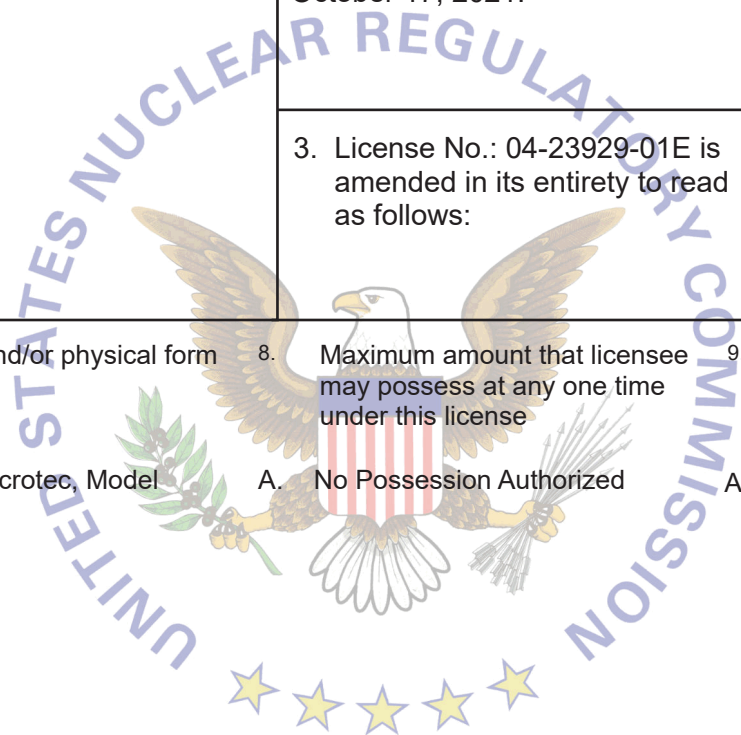 3. License No.: 04-23929-01E is
amended in its entirety to read
as follows:
nd/or physical form
8. Maximum amount that licensee
may possess at any one time
under this license
9
crotec, Model
A. No Possession Authorized
A
UNITED STATES NUCLEAR REGULATORY COMMISSION